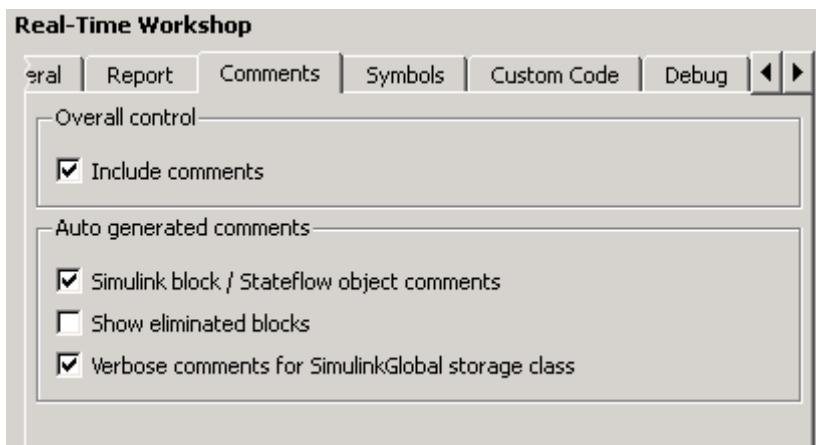 Real-Time Workshop
eral Report Comments Symbols Custom Code Debug
Overall control
Include comments
Auto generated comments
Simulink block / Stateflow object comments
Show eliminated blocks
Verbose comments for SimulinkGlobal storage class